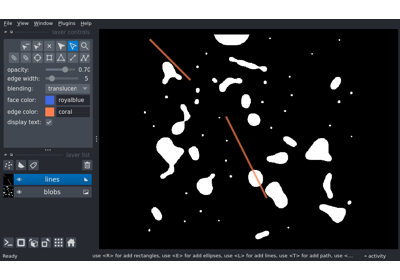 File View Window Plugins Help
layer controls
opacity: 0.70
edge width: 5
blending: translucen
face color: royalblue
edge color: coral
display text:
layer list
lines
blobs
Ready use <R> for add rectangles, use <E> for add ellipses, use <L> for add lines, use <T> for add path, use <... activity